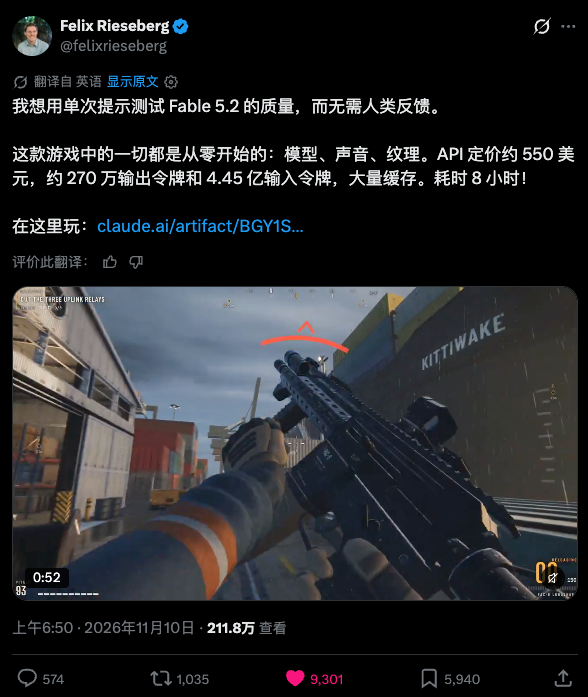 Felix Rieseberg
@felixrieseberg
翻译自 英语 显示原文
我想用单次提示测试 Fable 5.2 的质量，而无需人类反馈。
这款游戏中的一切都是从零开始的：模型、声音、纹理。API 定价约 550 美
元，约 270 万输出令牌和 4.45 亿输入令牌，大量缓存。耗时 8 小时！
在这里玩： claude.ai/artifact/BGY1S...
评价此翻译：
THE THREE UPLINK RELAYS
KITTIWAKE
0:52
93
RELOADING
上午6:50 · 2026年11月10日 · 211.8万 查看
574
1,035
9,301
5,940